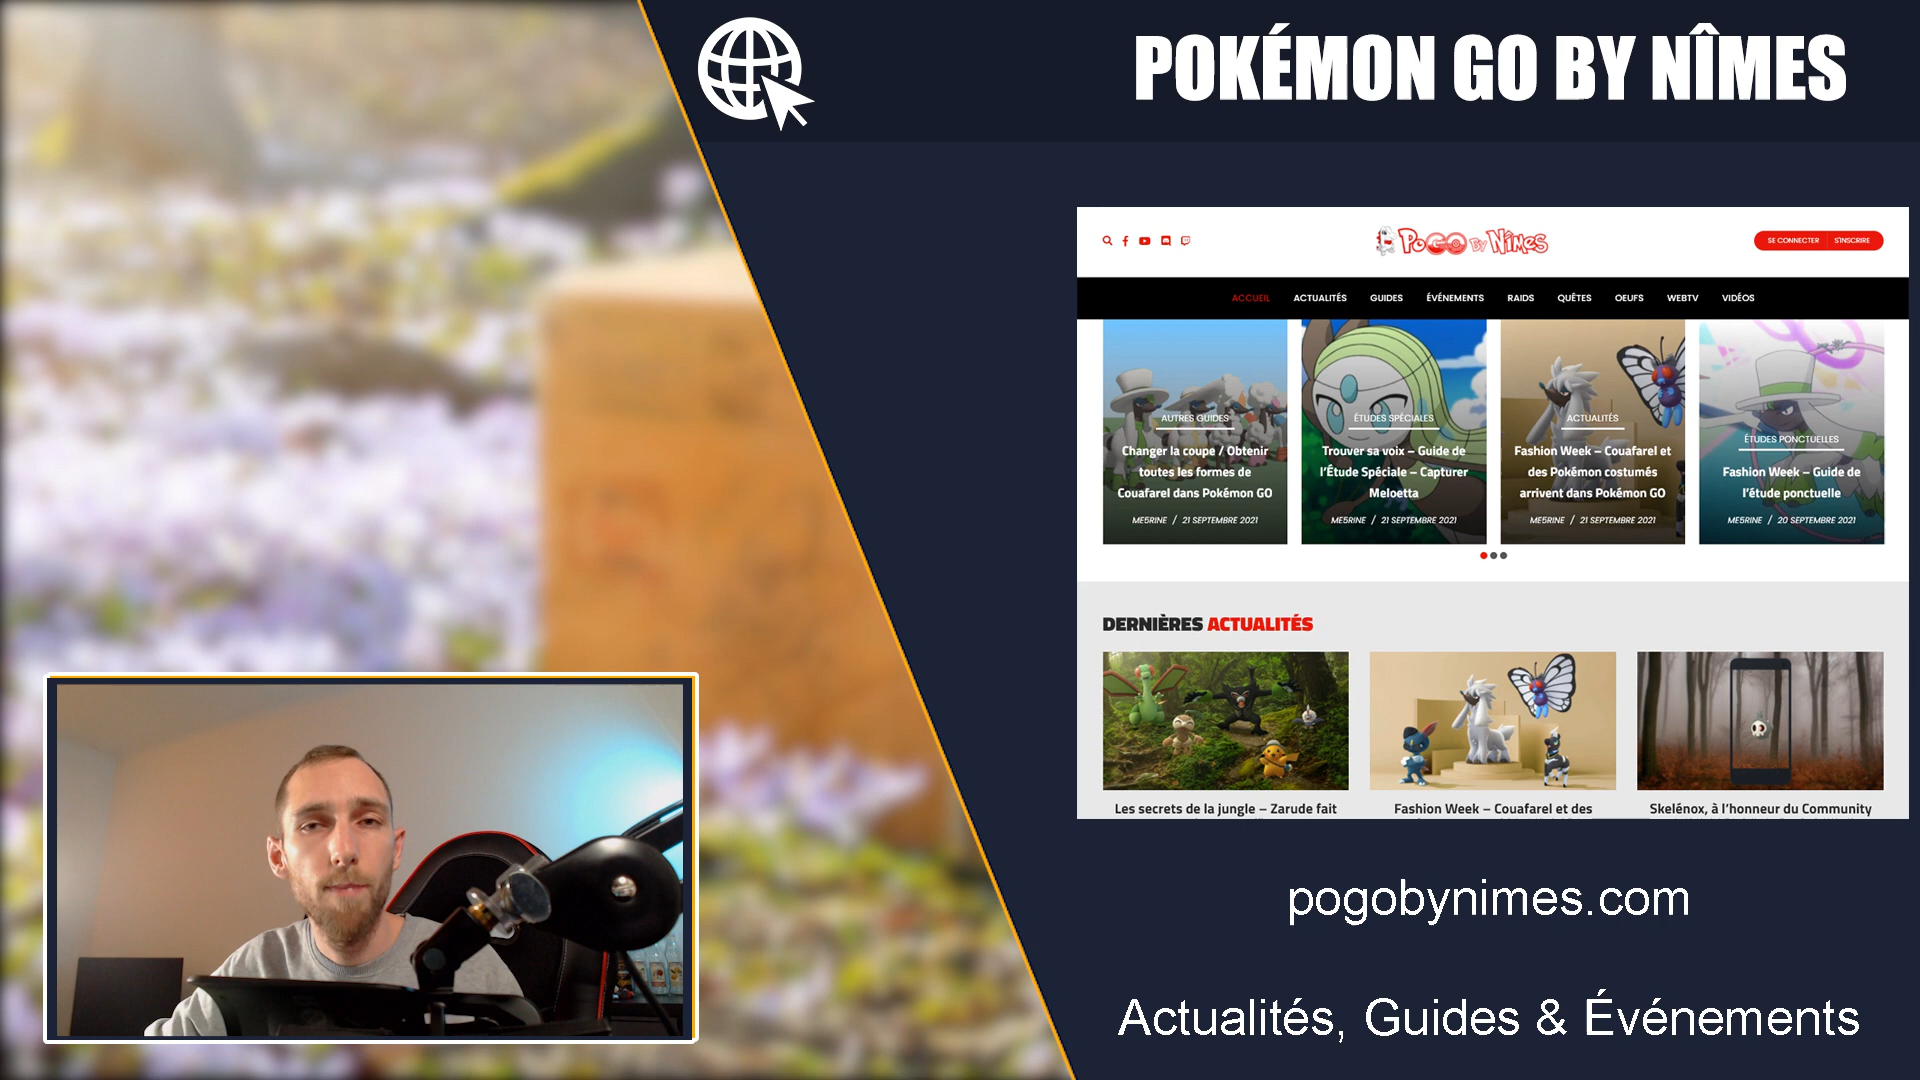 POKÉMON GO BY NÎMES
PoGO BY Nîmes
SE CONNECTER S'INSCRIRE
ACCUEIL ACTUALITÉS GUIDES ÉVÉNEMENTS RAIDS QUÊTES OEUFS WEBTV VIDÉOS
AUTRES GUIDES
Changer la coupe / Obtenir
toutes les formes de
Couafarel dans Pokémon GO
ME5RINE / 21 SEPTEMBRE 2021
ÉTUDES SPÉCIALES
Trouver sa voix – Guide de
l'Étude Spéciale – Capturer
Meloetta
ME5RINE / 21 SEPTEMBRE 2021
ACTUALITÉS
Fashion Week – Couafarel et
des Pokémon costumés
arrivent dans Pokémon GO
ME5RINE / 21 SEPTEMBRE 2021
ÉTUDES PONCTUELLES
Fashion Week – Guide de
l'étude ponctuelle
ME5RINE / 20 SEPTEMBRE 2021
DERNIÈRES ACTUALITÉS
Les secrets de la jungle – Zarude fait
Fashion Week – Couafarel et des
Skelénox, à l'honneur du Community
pogobynimes.com
Actualités, Guides & Événements